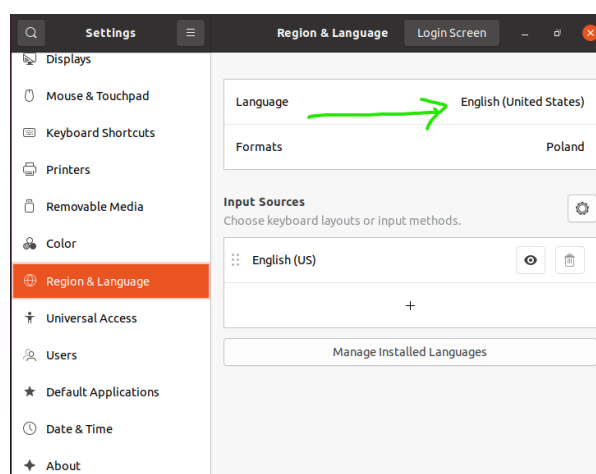 Settings
Region & Language
Login Screen
Displays
Mouse & Touchpad
Keyboard Shortcuts
Printers
Removable Media
Color
Region & Language
Universal Access
Users
Default Applications
Date & Time
About
Language English (United States)
Formats Poland
Input Sources
Choose keyboard layouts or input methods.
English (US)
+
Manage Installed Languages